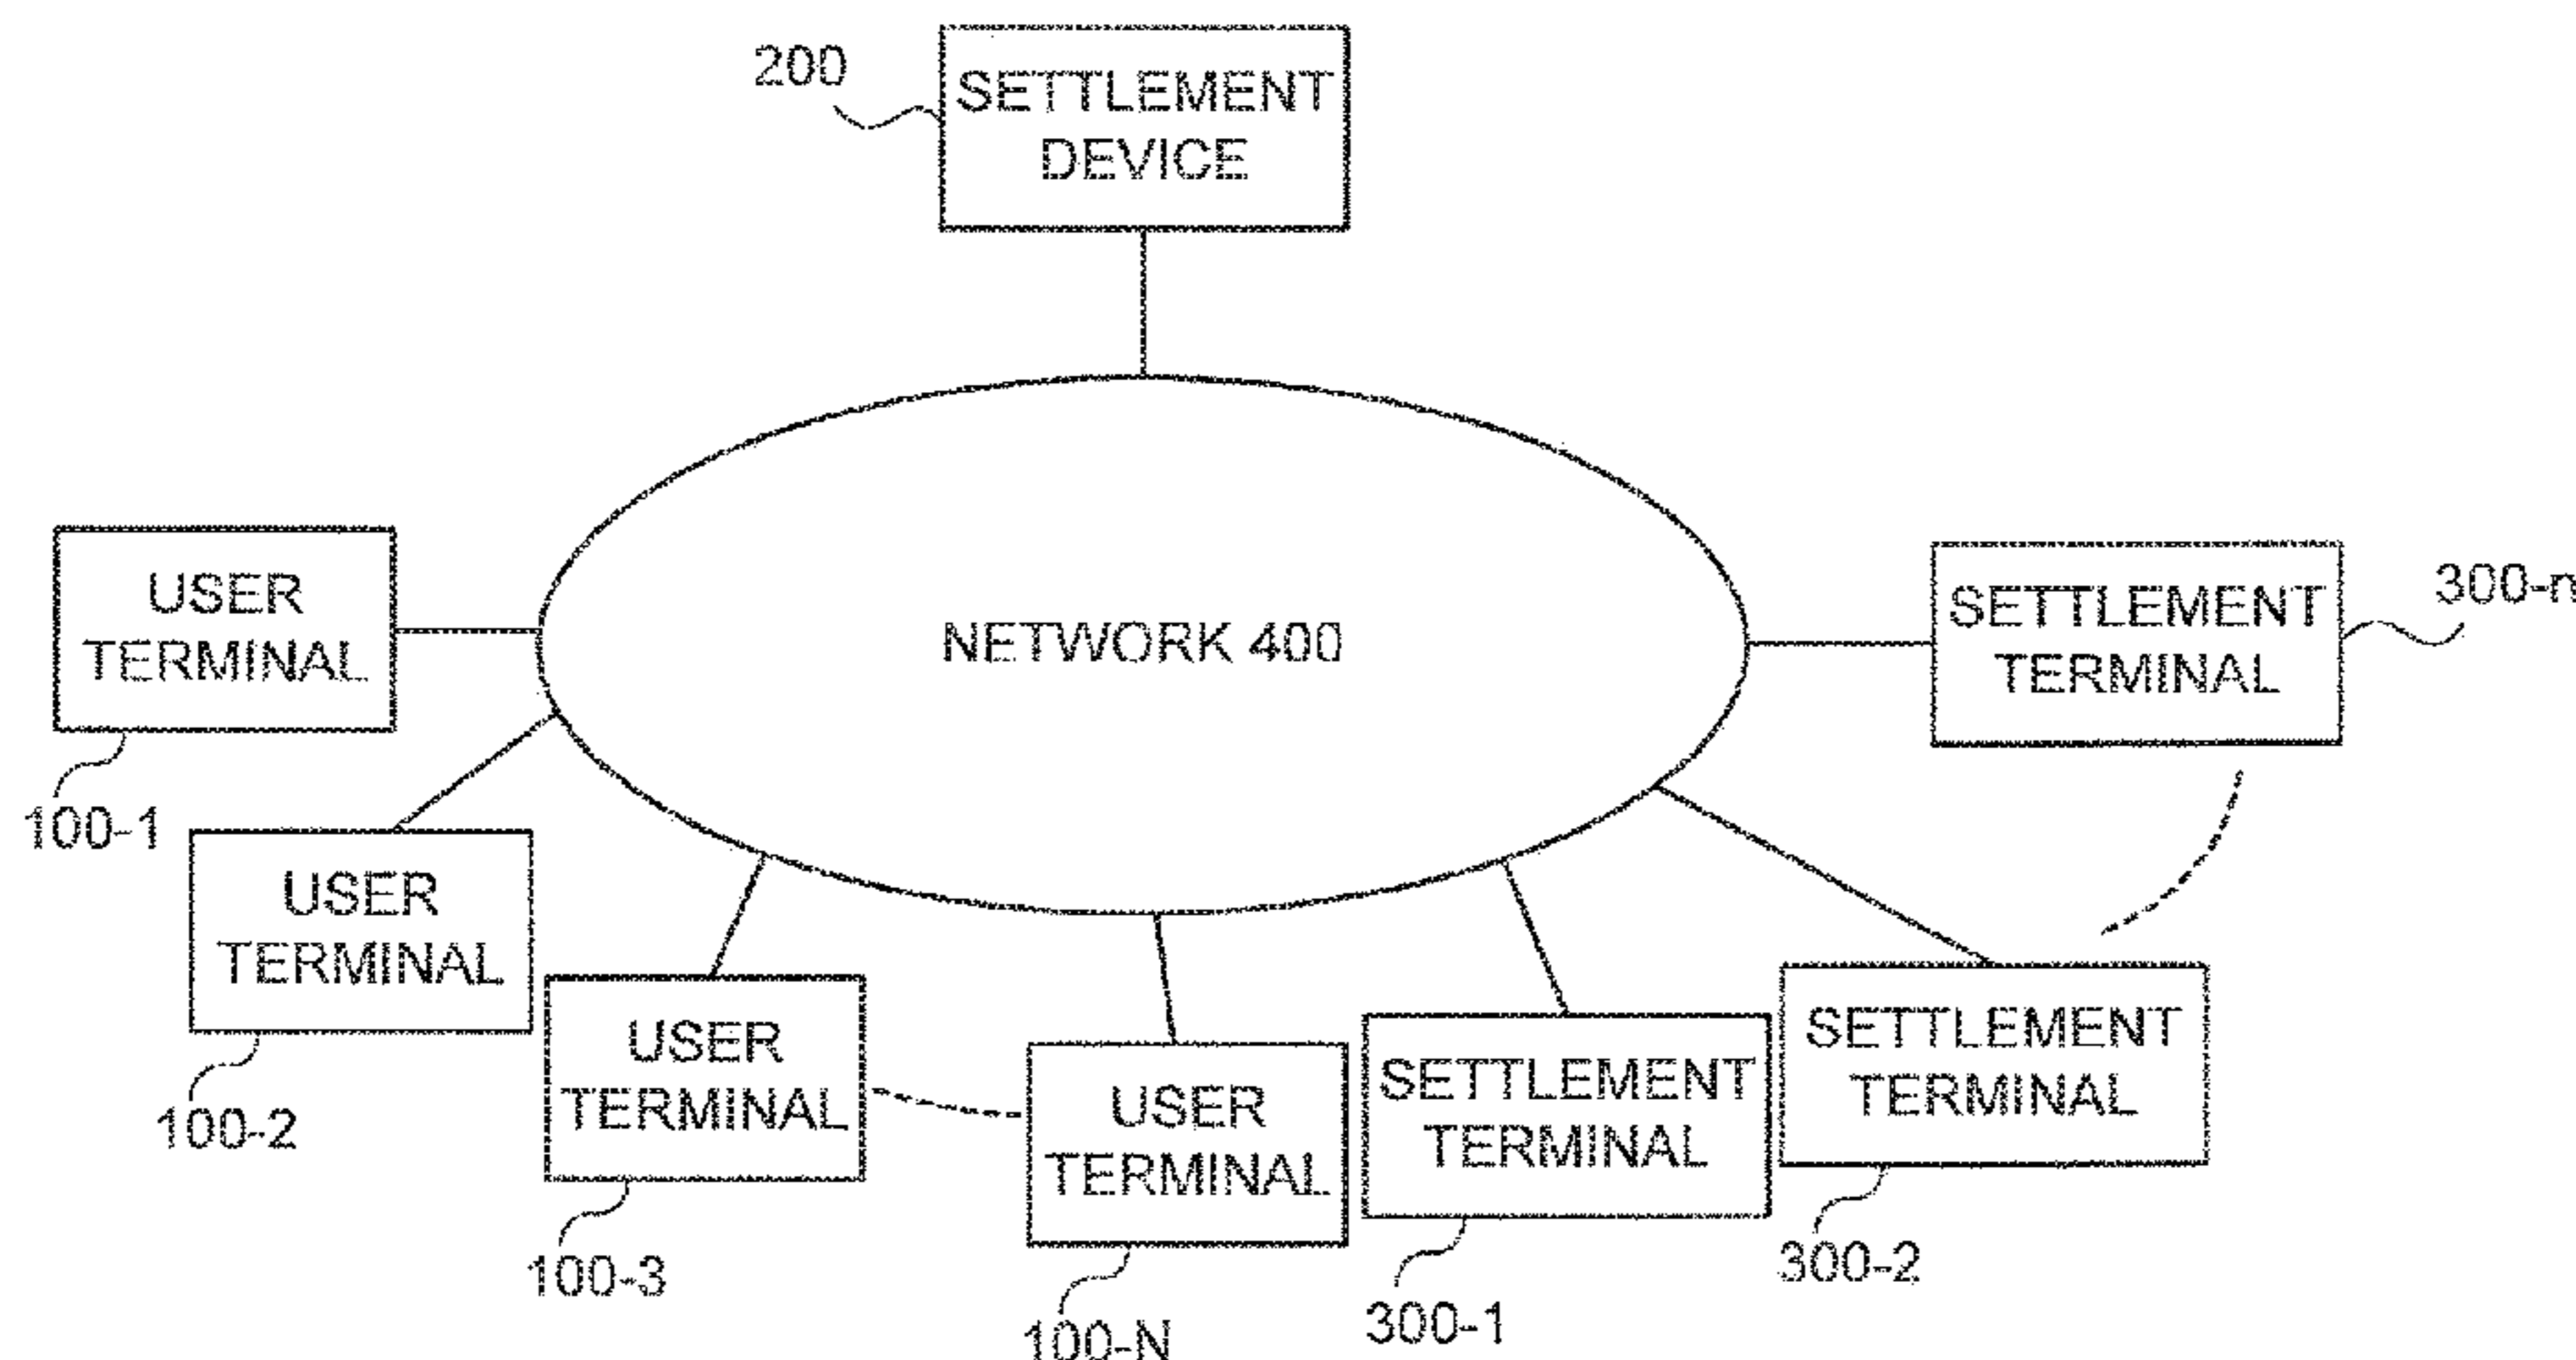 200
SETTLEMENT
DEVICE
NETWORK 400
USER
TERMINAL
100-1
USER
TERMINAL
100-2
USER
TERMINAL
100-3
USER
TERMINAL
100-N
SETTLEMENT
TERMINAL
300-1
SETTLEMENT
TERMINAL
300-2
SETTLEMENT
TERMINAL
300-n